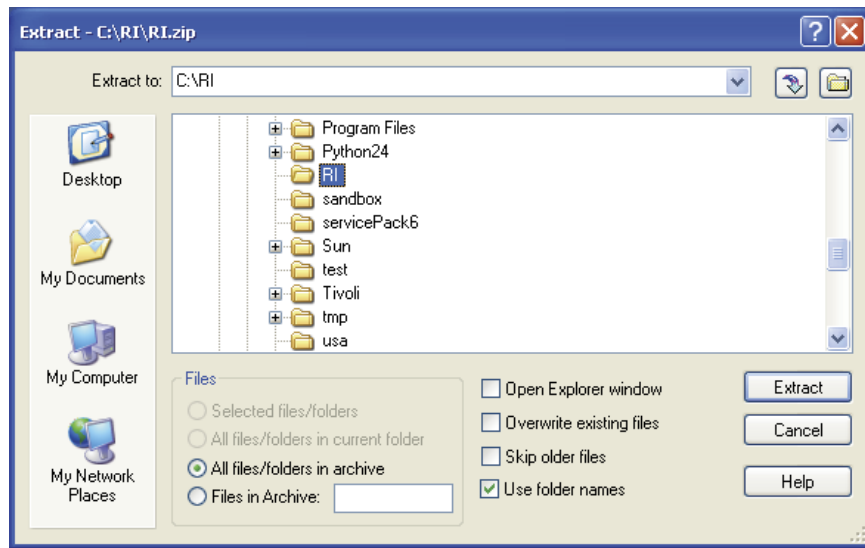 Extract - C:\RI\RI.zip
Extract to: C:\RI
Desktop
My Documents
My Computer
My Network
Places
Program Files
Python24
RI
sandbox
servicePack6
Sun
test
Tivoli
tmp
usa
Files
Selected files/folders
All files/folders in current folder
All files/folders in archive
Files in Archive:
Open Explorer window
Overwrite existing files
Skip older files
Use folder names
Extract
Cancel
Help